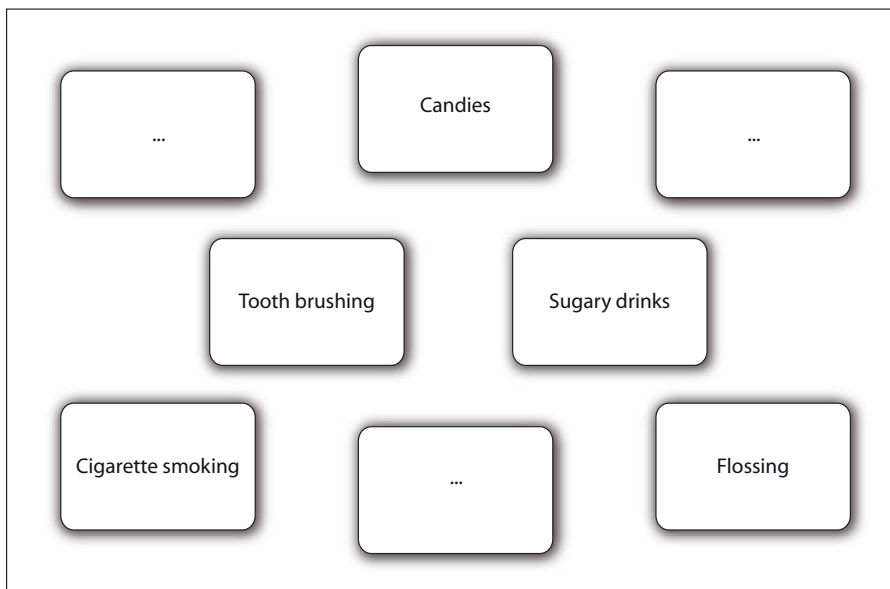 Candies
...
...
Tooth brushing
Sugary drinks
Cigarette smoking
...
Flossing